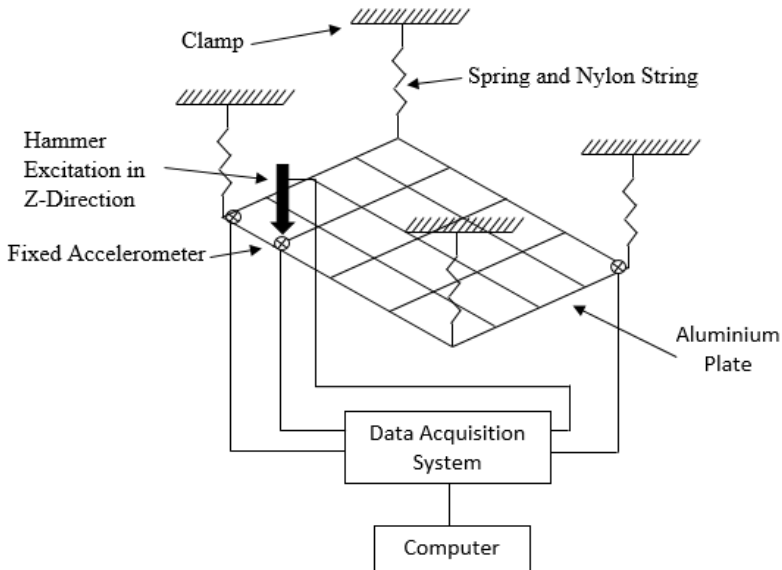 Clamp
Spring and Nylon String
Hammer
Excitation in
Z-Direction
Fixed Accelerometer
Aluminium
Plate
Data Acquisition
System
Computer